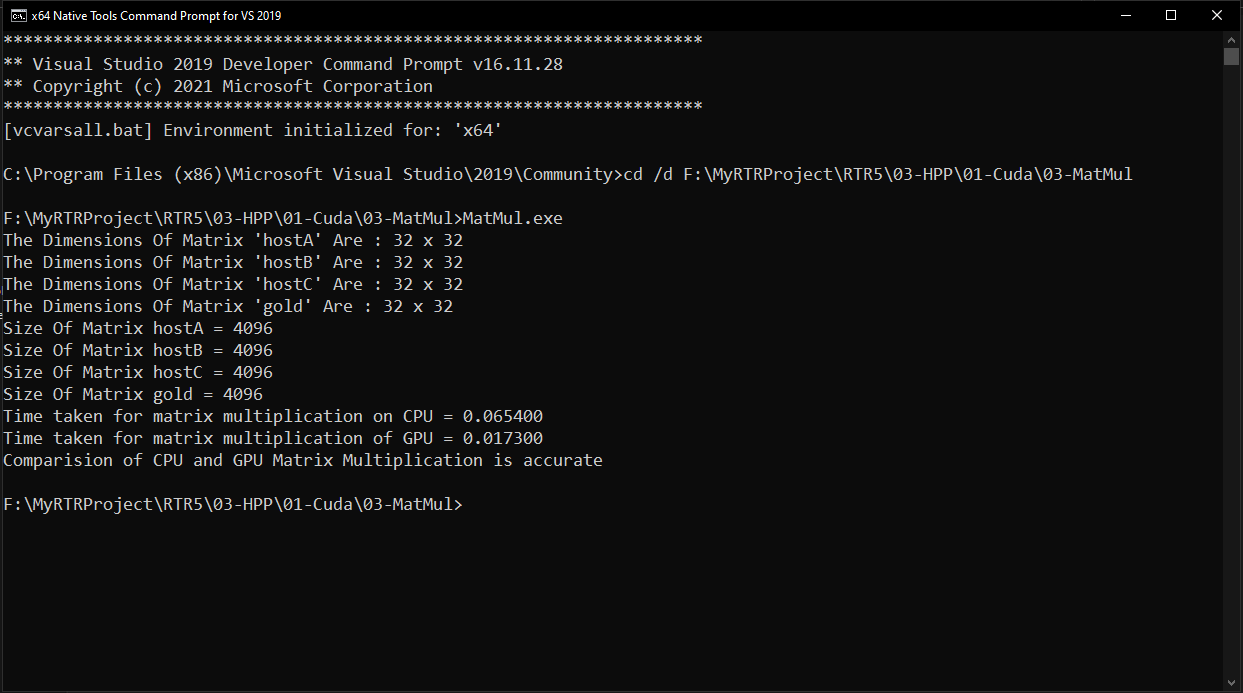 x64 Native Tools Command Prompt for VS 2019
**********************************************************************
** Visual Studio 2019 Developer Command Prompt v16.11.28
** Copyright (c) 2021 Microsoft Corporation
**********************************************************************
[vcvarsall.bat] Environment initialized for: 'x64'
C:\Program Files (x86)\Microsoft Visual Studio\2019\Community>cd /d F:\MyRTRProject\RTR5\03-HPP\01-Cuda\03-MatMul
F:\MyRTRProject\RTR5\03-HPP\01-Cuda\03-MatMul>MatMul.exe
The Dimensions Of Matrix 'hostA' Are : 32 x 32
The Dimensions Of Matrix 'hostB' Are : 32 x 32
The Dimensions Of Matrix 'hostC' Are : 32 x 32
The Dimensions Of Matrix 'gold' Are : 32 x 32
Size Of Matrix hostA = 4096
Size Of Matrix hostB = 4096
Size Of Matrix hostC = 4096
Size Of Matrix gold = 4096
Time taken for matrix multiplication on CPU = 0.065400
Time taken for matrix multiplication of GPU = 0.017300
Comparision of CPU and GPU Matrix Multiplication is accurate
F:\MyRTRProject\RTR5\03-HPP\01-Cuda\03-MatMul>